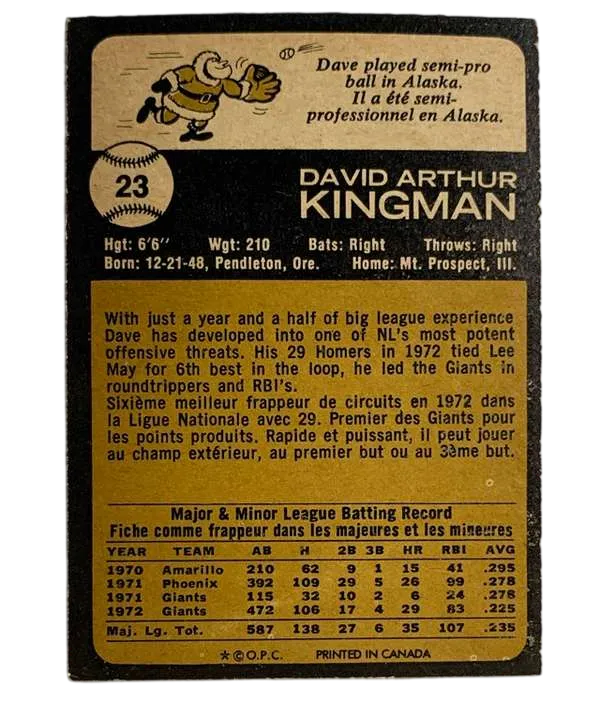 Dave played semi-pro
ball in Alaska.
Il a été semi-
professionnel en Alaska.
23
DAVID ARTHUR
KINGMAN
Hgt: 6'6" Wgt: 210 Bats: Right Throws: Right
Born: 12-21-48, Pendleton, Ore. Home: Mt. Prospect, Ill.
With just a year and a half of big league experience
Dave has developed into one of NL's most potent
offensive threats. His 29 Homers in 1972 tied Lee
May for 6th best in the loop, he led the Giants in
roundtrippers and RBI's.
Sixième meilleur frappeur de circuits en 1972 dans
la Ligue Nationale avec 29. Premier des Giants pour
les points produits. Rapide et puissant, il peut jouer
au champ extérieur, au premier but ou au 3ème but.
Major & Minor League Batting Record
Fiche comme frappeur dans les majeures et les mineures
YEAR TEAM AB H 2B 3B HR RBI AVG
1970 Amarillo 210 62 9 1 15 41 .295
1971 Phoenix 392 109 29 5 26 99 .278
1971 Giants 115 32 10 2 6 24 .278
1972 Giants 472 106 17 4 29 83 .225
Maj. Lg. Tot. 587 138 27 6 35 107 .235
★ © O.P.C. PRINTED IN CANADA